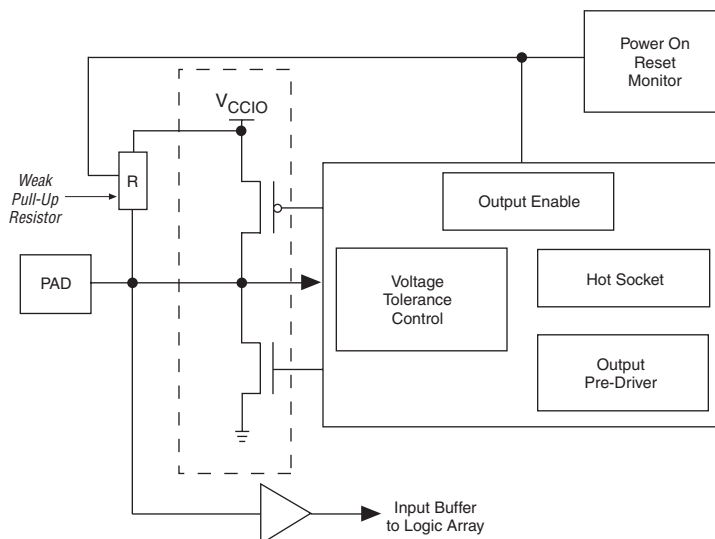 Power On
Reset
Monitor
VCCIO
R
Weak
Pull-Up
Resistor
Output Enable
PAD
Voltage
Tolerance
Control
Hot Socket
Output
Pre-Driver
Input Buffer
to Logic Array